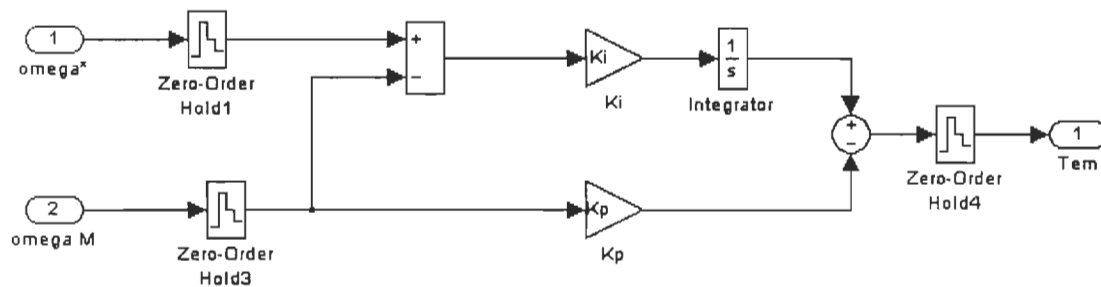 1
omega*
Zero-Order
Hold1
+
−
Ki
Ki
1
s
Integrator
+
−
Zero-Order
Hold4
1
Tem
2
omega M
Zero-Order
Hold3
Kp
Kp